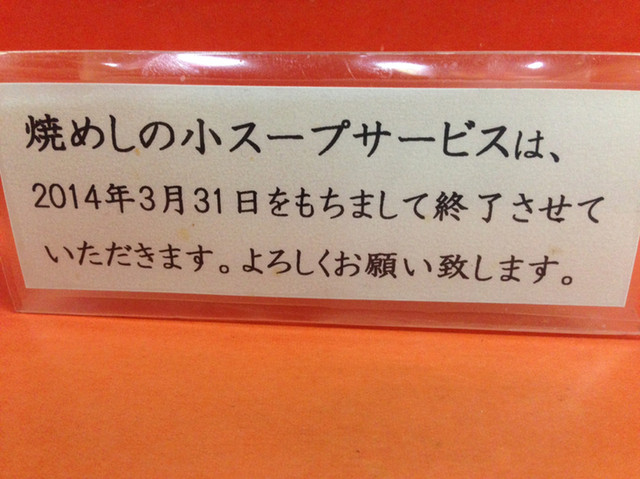 焼めしの小スープサービスは、
2014年3月31日をもちまして終了させて
いただきます。よろしくお願い致します。